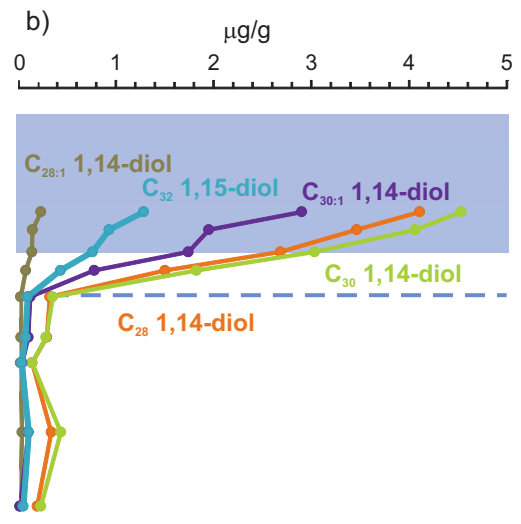 b)
μg/g
0 1 2 3 4 5
C28:1 1,14-diol
C32 1,15-diol
C30:1 1,14-diol
C30 1,14-diol
C28 1,14-diol